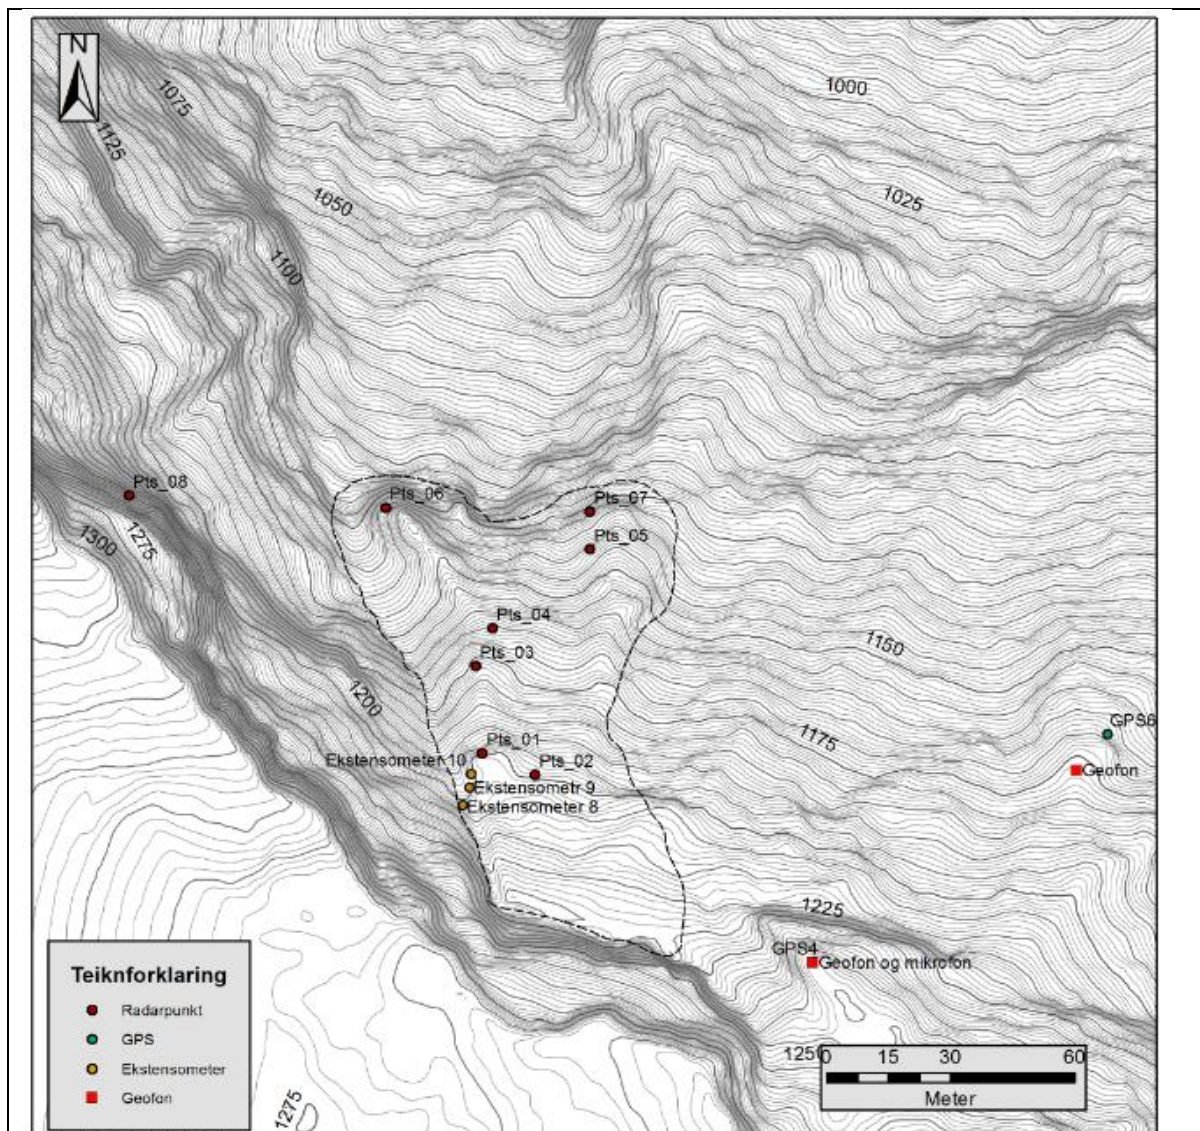 N
1075
1000
1125
1050
1025
1100
Pts_08
Pts_06
Pts_07
1300
1275
Pts_05
Pts_04
1150
Pts_03
1200
GPS6
1175
Pts_01
Ekstensometer 10
Pts_02
Geofon
Ekstensometr 9
Ekstensometer 8
1225
GPS4
Geofon og mikrofon
Teiknforklaring
Radarpunkt
GPS
Ekstensometer
Geofon
1250
0 15 30 60
Meter
1275